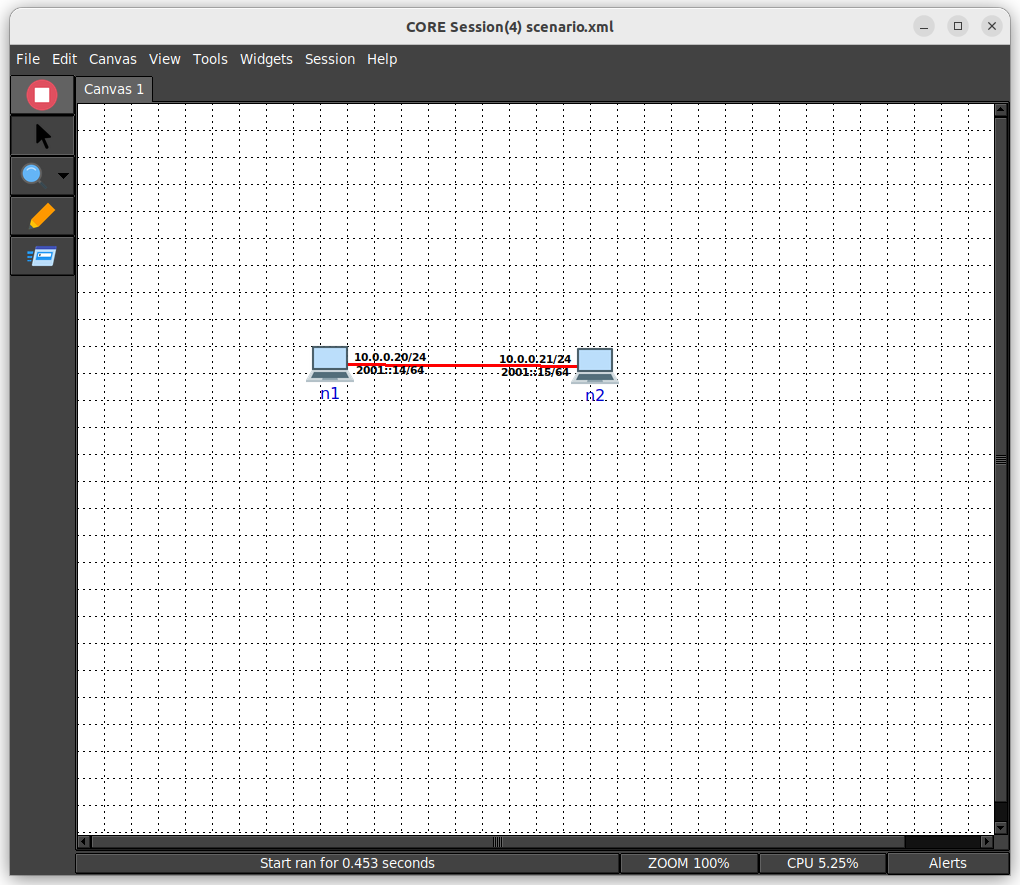 CORE Session(4) scenario.xml
File Edit Canvas View Tools Widgets Session Help
Canvas 1
10.0.0.20/24
2001::14/64
n1
10.0.0.21/24
2001::15/64
n2
Start ran for 0.453 seconds
ZOOM 100%
CPU 5.25%
Alerts